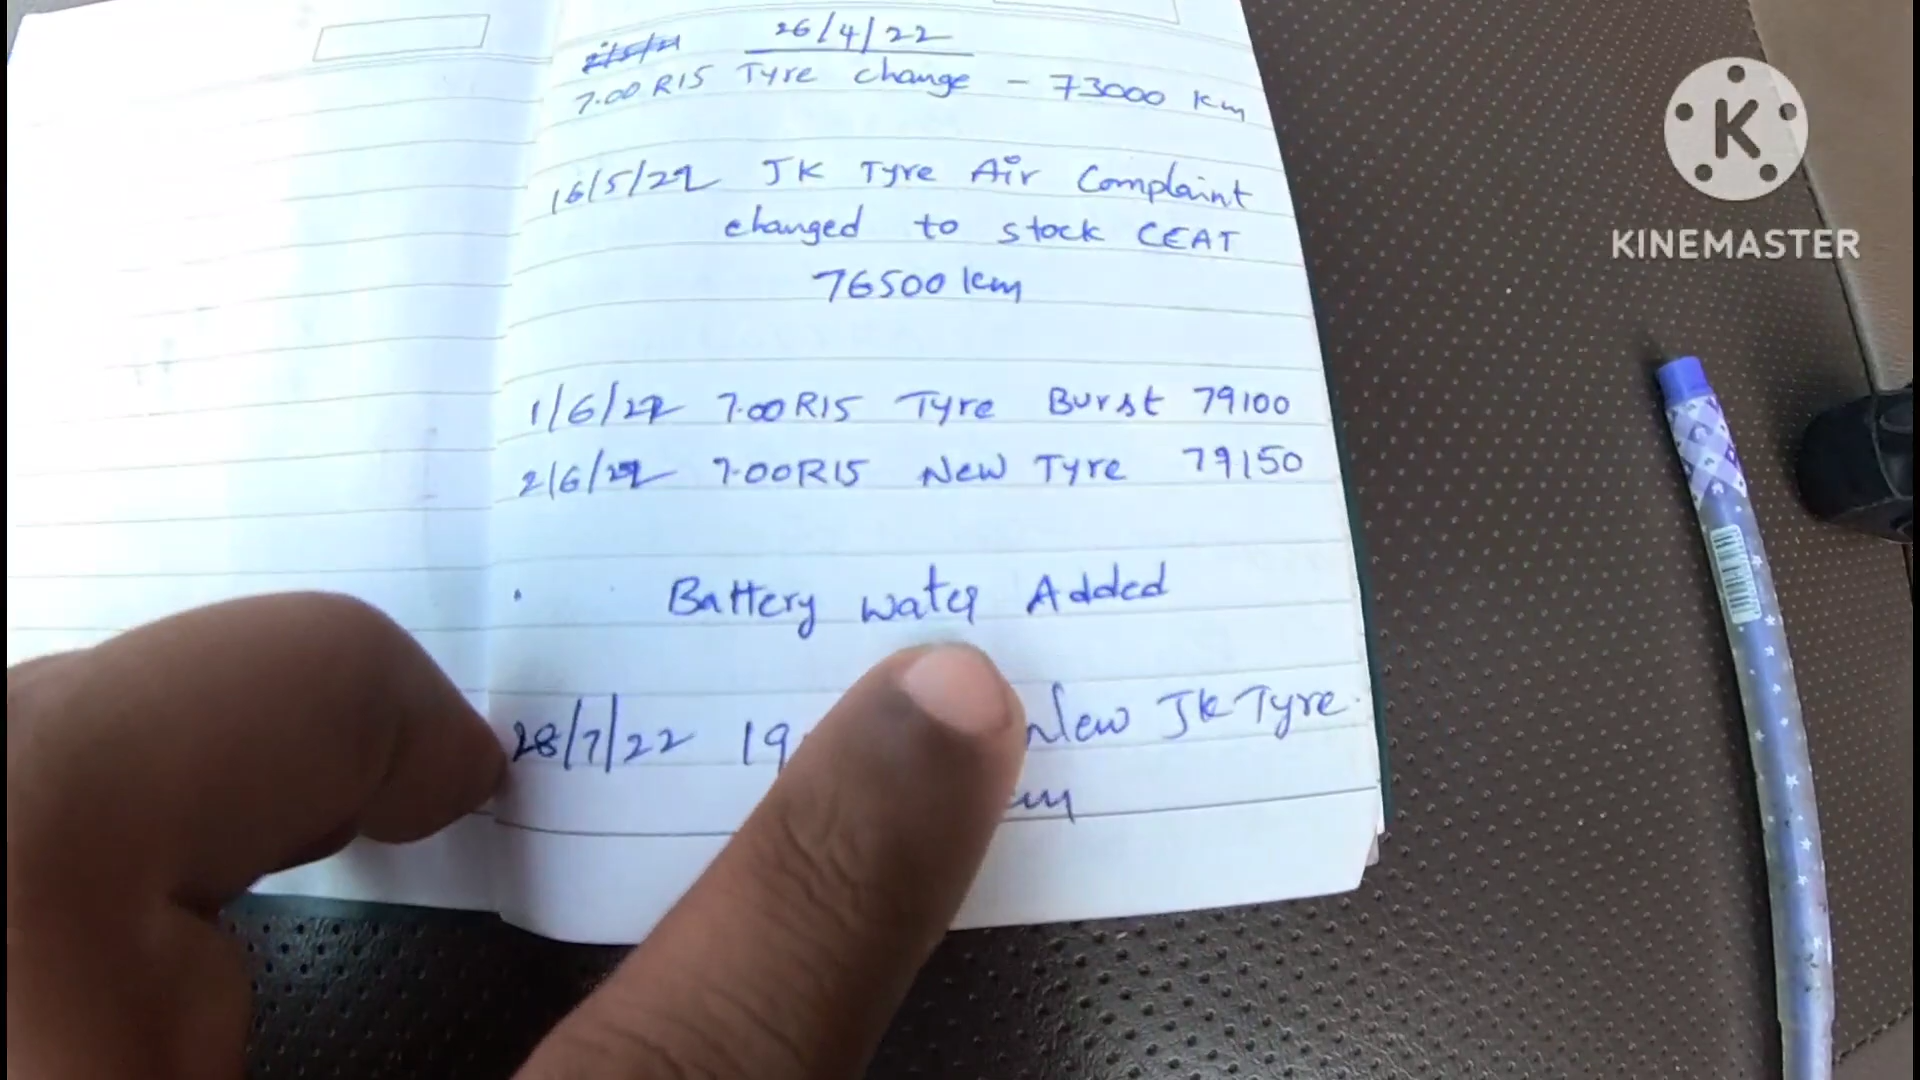 26/4/22
7.00 R15 Tyre change - 73000 km
16/5/22 JK Tyre Air Complaint
changed to stock CEAT
76500 km
1/6/22 7.00R15 Tyre Burst 79100
2/6/22 7.00R15 New Tyre 79150
Battery water Added
28/7/22 19 New JK Tyre.
km
K
KINEMASTER